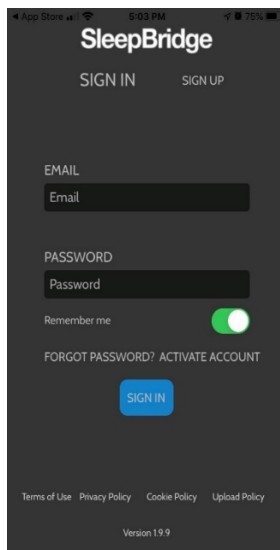 App Store 5:03 PM 75%
SleepBridge
SIGN IN SIGN UP
EMAIL
Email
PASSWORD
Password
Remember me
FORGOT PASSWORD? ACTIVATE ACCOUNT
SIGN IN
Terms of Use Privacy Policy Cookie Policy Upload Policy
Version 1.9.9